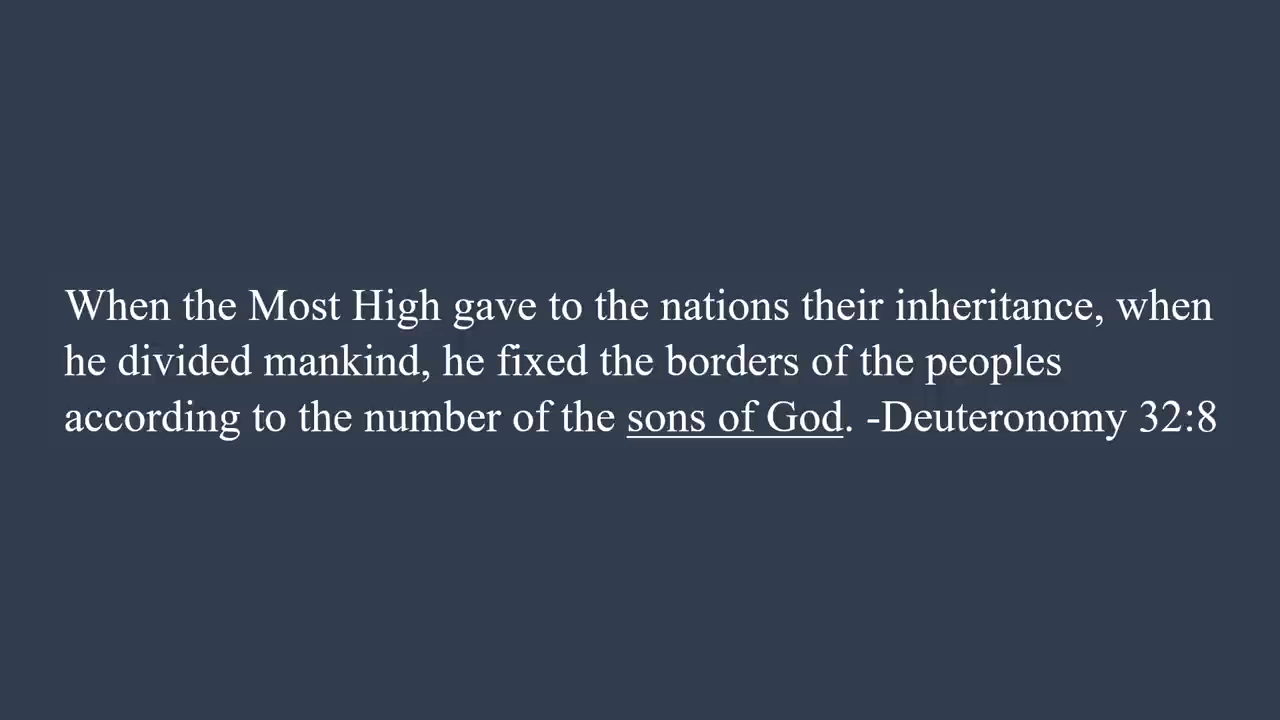 When the Most High gave to the nations their inheritance, when
he divided mankind, he fixed the borders of the peoples
according to the number of the sons of God. -Deuteronomy 32:8